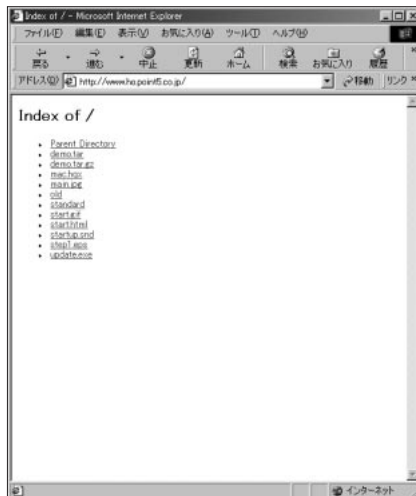 Index of / - Microsoft Internet Explorer
ファイル(F) 編集(E) 表示(V) お気に入り(A) ツール(T) ヘルプ(H)
戻る 進む 中止 更新 ホーム 検索 お気に入り 履歴
アドレス(D) http://www.ho.point5.co.jp/ 移動 リンク
Index of /
Parent Directory
demo.tar
demo.tar.gz
mac.hqx
main.jpg
old
standard
start.gif
start.html
startup.snd
step1.eps
update.exe
インターネット